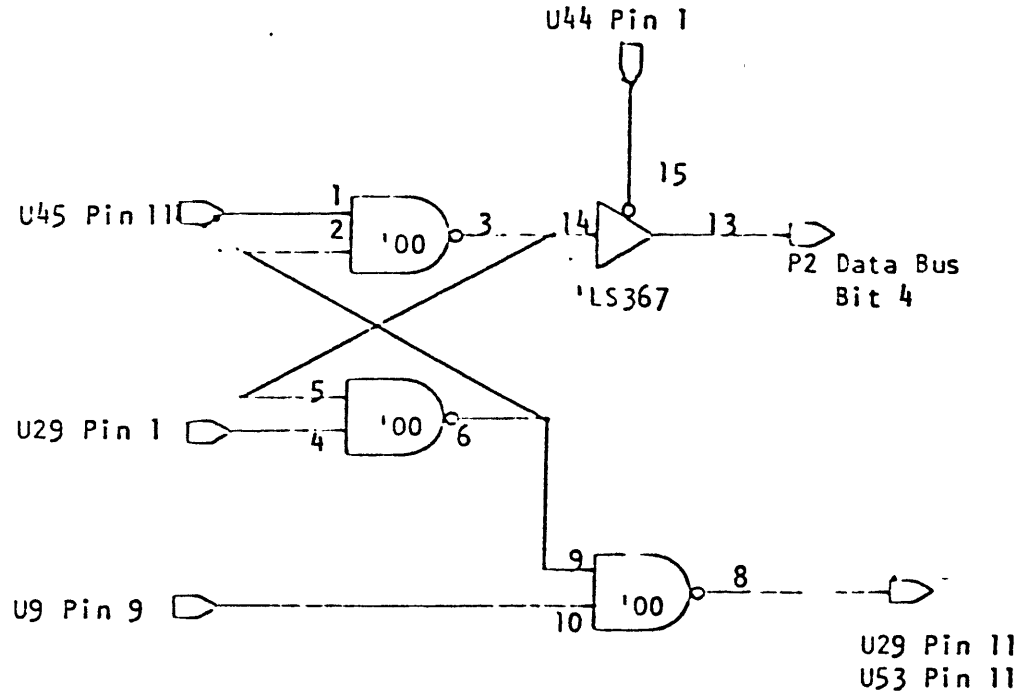 U44 Pin 1
15
U45 Pin 11
1
2
'00
3
14
13
'LS367
P2 Data Bus
Bit 4
5
U29 Pin 1
4
'00
6
9
8
U9 Pin 9
10
'00
U29 Pin 11
U53 Pin 11